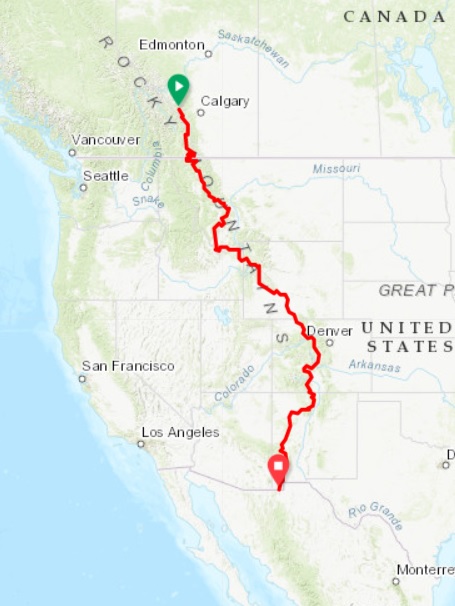 CANADA
Edmonton
Saskatchewan
ROCKY MOUNTAINS
Calgary
Vancouver
Columbia
Seattle
Missouri
Snake
GREAT P
Denver
UNITED
STATES
San Francisco
Arkansas
Colorado
Los Angeles
D
Rio Grande
Monterre